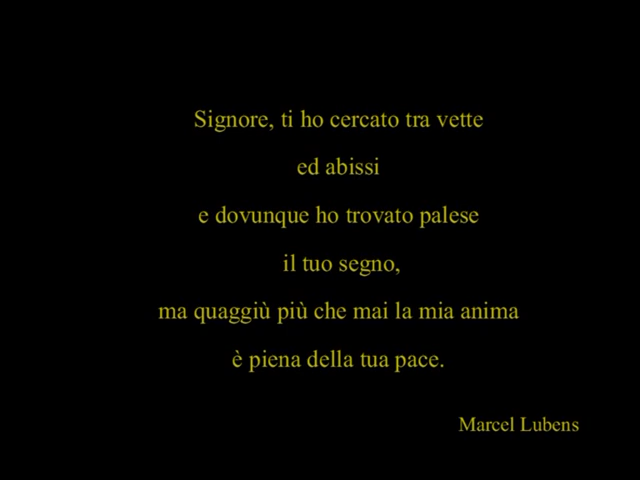 Signore, ti ho cercato tra vette
ed abissi
e dovunque ho trovato palese
il tuo segno,
ma quaggiù più che mai la mia anima
è piena della tua pace.
Marcel Lubens